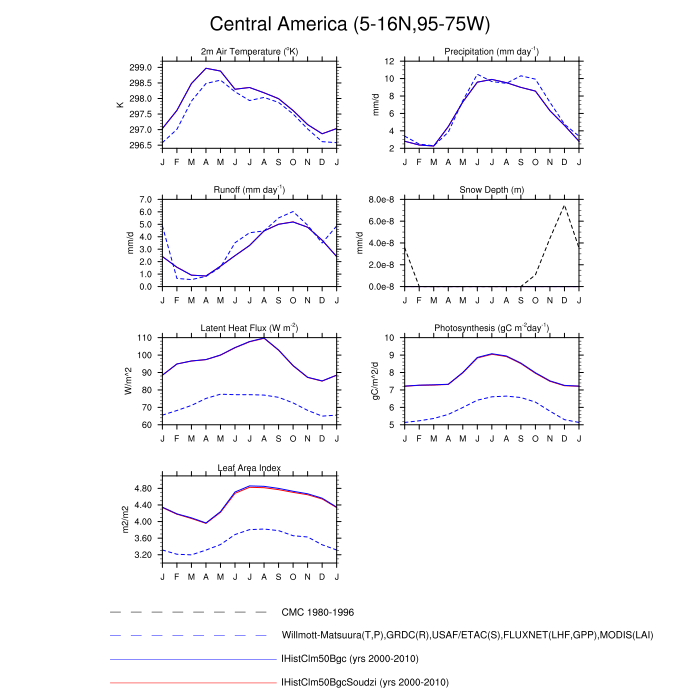 Central America (5-16N,95-75W)
2m Air Temperature (°K)
299.0
298.5
298.0
297.5
297.0
296.5
K
J F M A M J J A S O N D J
Precipitation (mm day⁻¹)
12
10
8
6
4
2
mm/d
J F M A M J J A S O N D J
Runoff (mm day⁻¹)
7.0
6.0
5.0
4.0
3.0
2.0
1.0
0.0
mm/d
J F M A M J J A S O N D J
Snow Depth (m)
8.0e-8
6.0e-8
4.0e-8
2.0e-8
0.0e-8
mm/d
J F M A M J J A S O N D J
Latent Heat Flux (W m⁻²)
110
100
90
80
70
60
W/m^2
J F M A M J J A S O N D J
Photosynthesis (gC m⁻²day⁻¹)
10
9
8
7
6
5
gC/m^2/d
J F M A M J J A S O N D J
Leaf Area Index
4.80
4.40
4.00
3.60
3.20
m2/m2
J F M A M J J A S O N D J
CMC 1980-1996
Willmott-Matsuura(T,P),GRDC(R),USAF/ETAC(S),FLUXNET(LHF,GPP),MODIS(LAI)
IHistClm50Bgc (yrs 2000-2010)
IHistClm50BgcSoudzi (yrs 2000-2010)